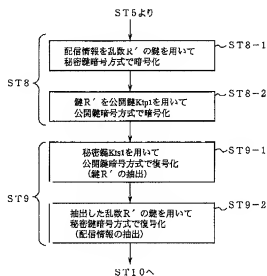 ST5より
配信情報を乱数R'の鍵を用いて
秘密鍵暗号方式で暗号化
ST8-1
ST8
鍵R'を公開鍵Ktp1を用いて
公開鍵暗号方式で暗号化
ST8-2
秘密鍵Kts1を用いて
公開鍵暗号方式で復号化
(鍵R'の抽出)
ST9-1
ST9
抽出した乱数R'の鍵を用いて
秘密鍵暗号方式で復号化
(配信情報の抽出)
ST9-2
ST10へ